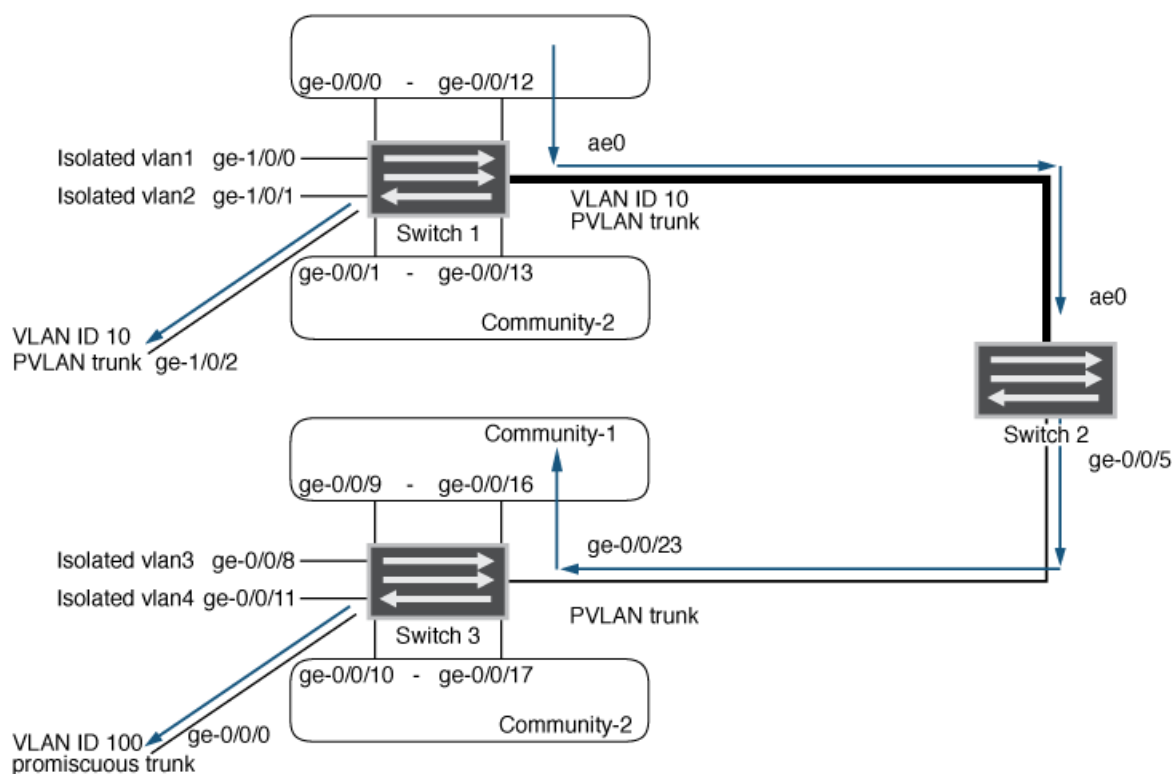 ge-0/0/0 - ge-0/0/12
Isolated vlan1 ge-1/0/0
Isolated vlan2 ge-1/0/1
Switch 1
ae0
VLAN ID 10
PVLAN trunk
ge-0/0/1 - ge-0/0/13
Community-2
VLAN ID 10
PVLAN trunk ge-1/0/2
ae0
Switch 2
ge-0/0/5
Community-1
ge-0/0/9 - ge-0/0/16
Isolated vlan3 ge-0/0/8
Isolated vlan4 ge-0/0/11
Switch 3
ge-0/0/23
PVLAN trunk
ge-0/0/10 - ge-0/0/17
Community-2
VLAN ID 100 ge-0/0/0
promiscuous trunk